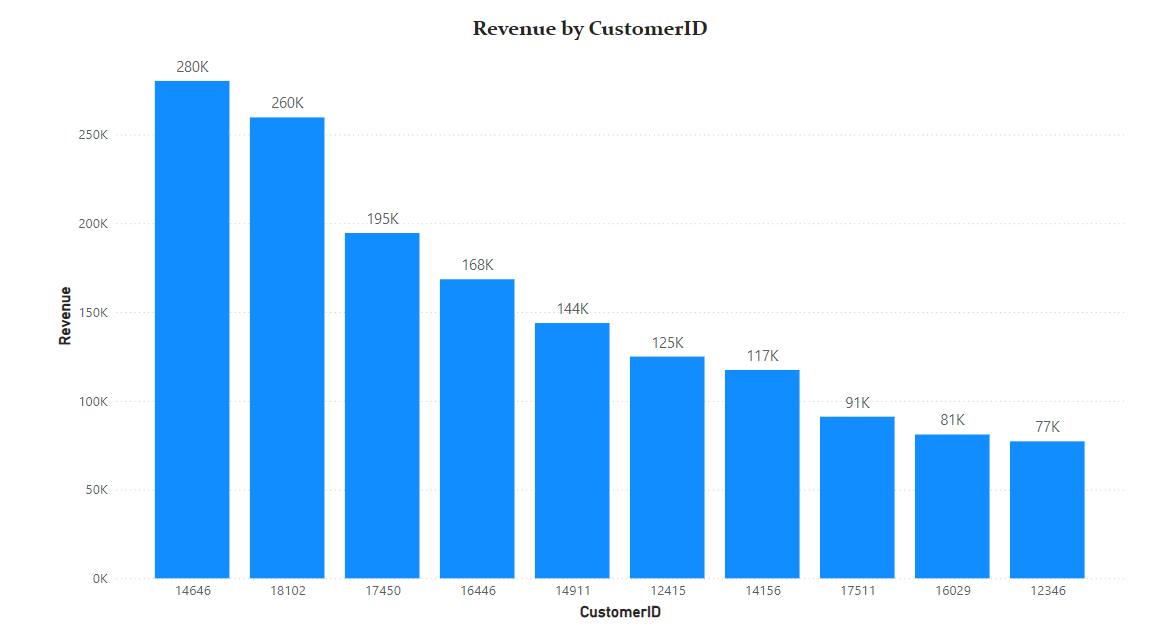 Revenue by CustomerID
280K
260K
195K
168K
144K
125K
117K
91K
81K
77K
250K
200K
150K
100K
50K
0K
Revenue
14646 18102 17450 16446 14911 12415 14156 17511 16029 12346
CustomerID